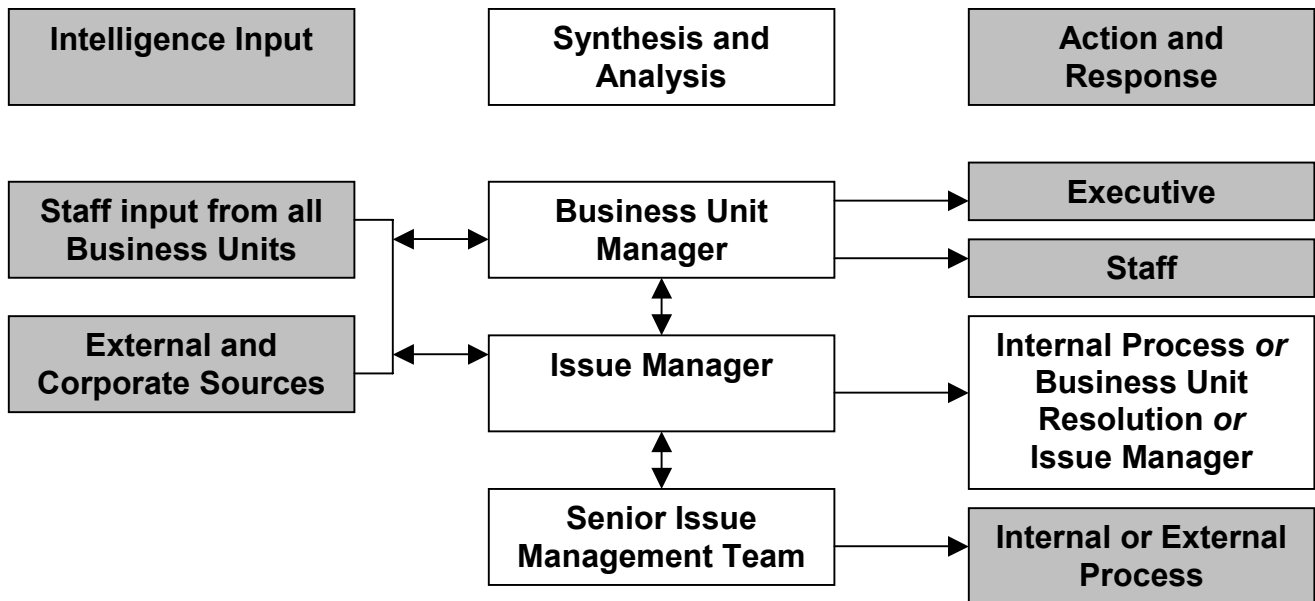 Intelligence Input
Synthesis and
Analysis
Action and
Response
Staff input from all
Business Units
External and
Corporate Sources
Business Unit
Manager
Issue Manager
Senior Issue
Management Team
Executive
Staff
Internal Process or
Business Unit
Resolution or
Issue Manager
Internal or External
Process